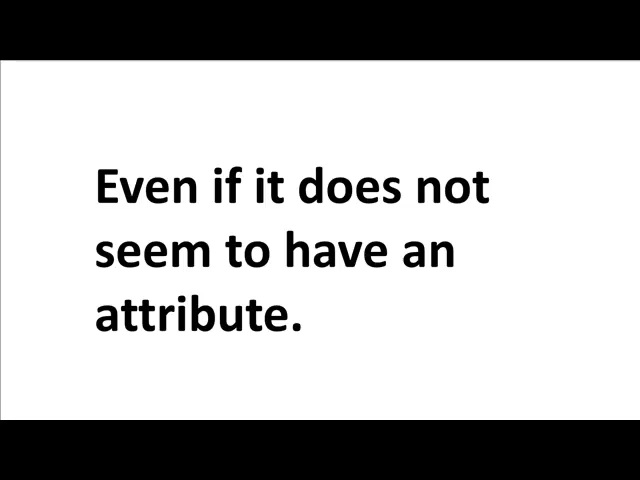 Even if it does not
seem to have an
attribute.